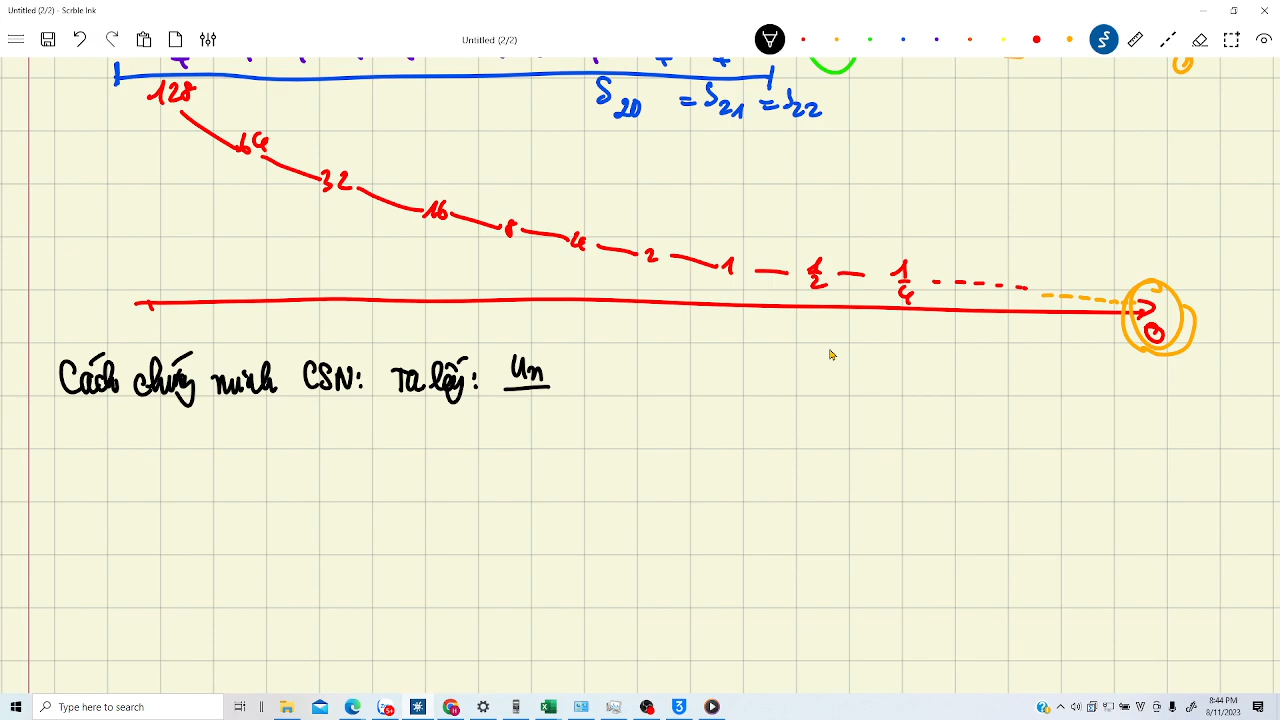 Untitled (2/2) - Scrble Ink
Untitled (2/2)
S20 = S21 = S22
128
64
32
16
8
4
2
1
1/2
1/4
0
Cách chứng minh CSN: Ta lấy: Un
Type here to search
8:44 PM
8/11/2023